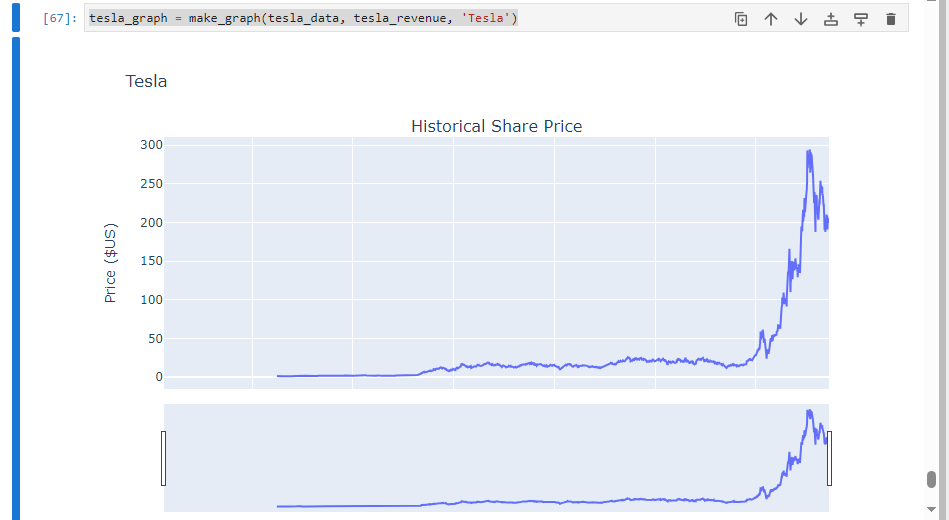 [67]: tesla_graph = make_graph(tesla_data, tesla_revenue, 'Tesla')
Tesla
Historical Share Price
300
250
200
150
100
50
0
Price ($US)